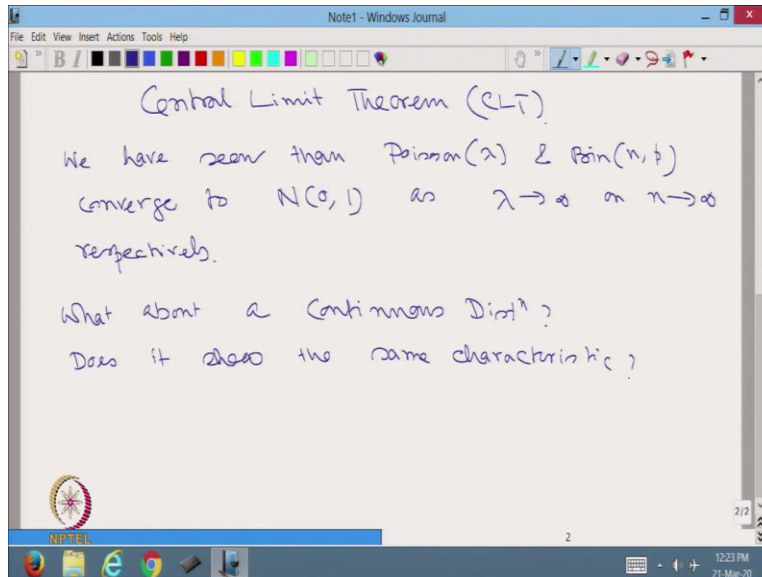 Note1 - Windows Journal
File Edit View Insert Actions Tools Help
Central Limit Theorem (CLT)
We have seen than Poisson(λ) & Bin(n, p)
converge to N(0, 1) as λ→∞ or n→∞
respectively.
What about a Continuous Distⁿ?
Does it show the same characteristic?
2/2
NPTEL
2
12:23 PM
21-Mar-20